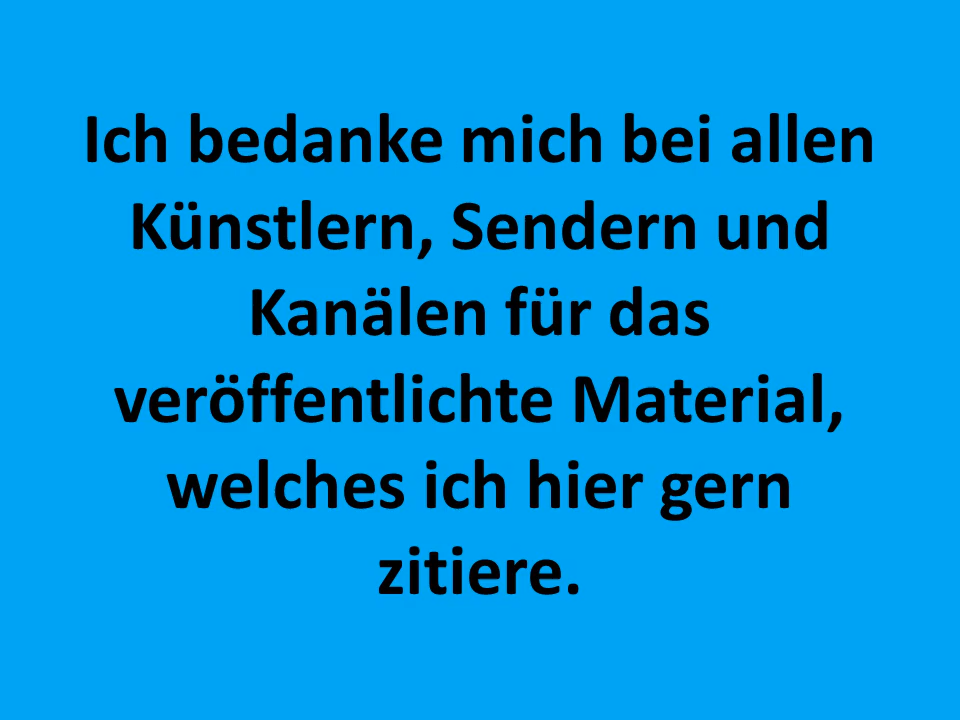 Ich bedanke mich bei allen
Künstlern, Sendern und
Kanälen für das
veröffentlichte Material,
welches ich hier gern
zitiere.